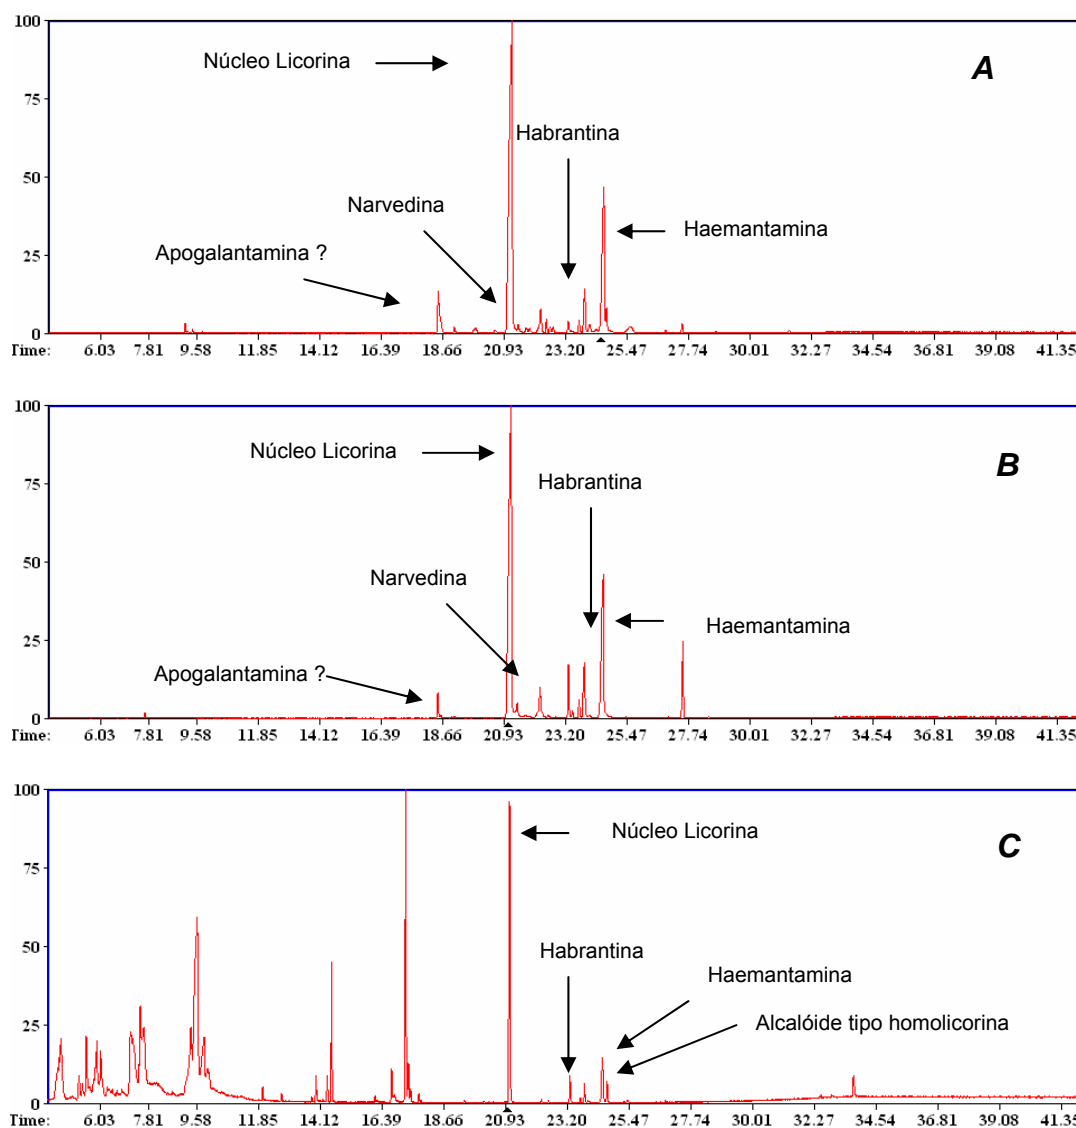 100
Núcleo Licorina
A
75
Habrantina
50
Narvedina
Haemantamina
Apogalantamina ?
25
0
Time: 6.03 7.81 9.58 11.85 14.12 16.39 18.66 20.93 23.20 25.47 27.74 30.01 32.27 34.54 36.81 39.08 41.35
100
Núcleo Licorina
B
75
Habrantina
50
Narvedina
Haemantamina
25
Apogalantamina ?
0
Time: 6.03 7.81 9.58 11.85 14.12 16.39 18.66 20.93 23.20 25.47 27.74 30.01 32.27 34.54 36.81 39.08 41.35
100
Núcleo Licorina
C
75
50
Habrantina
Haemantamina
Alcalóide tipo homolicorina
25
0
Time: 6.03 7.81 9.58 11.85 14.12 16.39 18.66 20.93 23.20 25.47 27.74 30.01 32.27 34.54 36.81 39.08 41.35